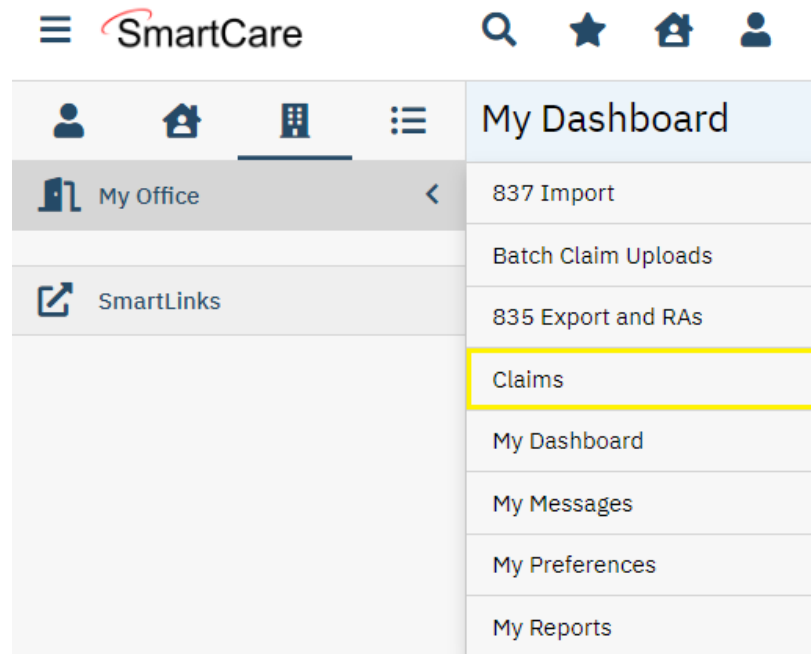 SmartCare
My Dashboard
My Office
SmartLinks
837 Import
Batch Claim Uploads
835 Export and RAs
Claims
My Dashboard
My Messages
My Preferences
My Reports